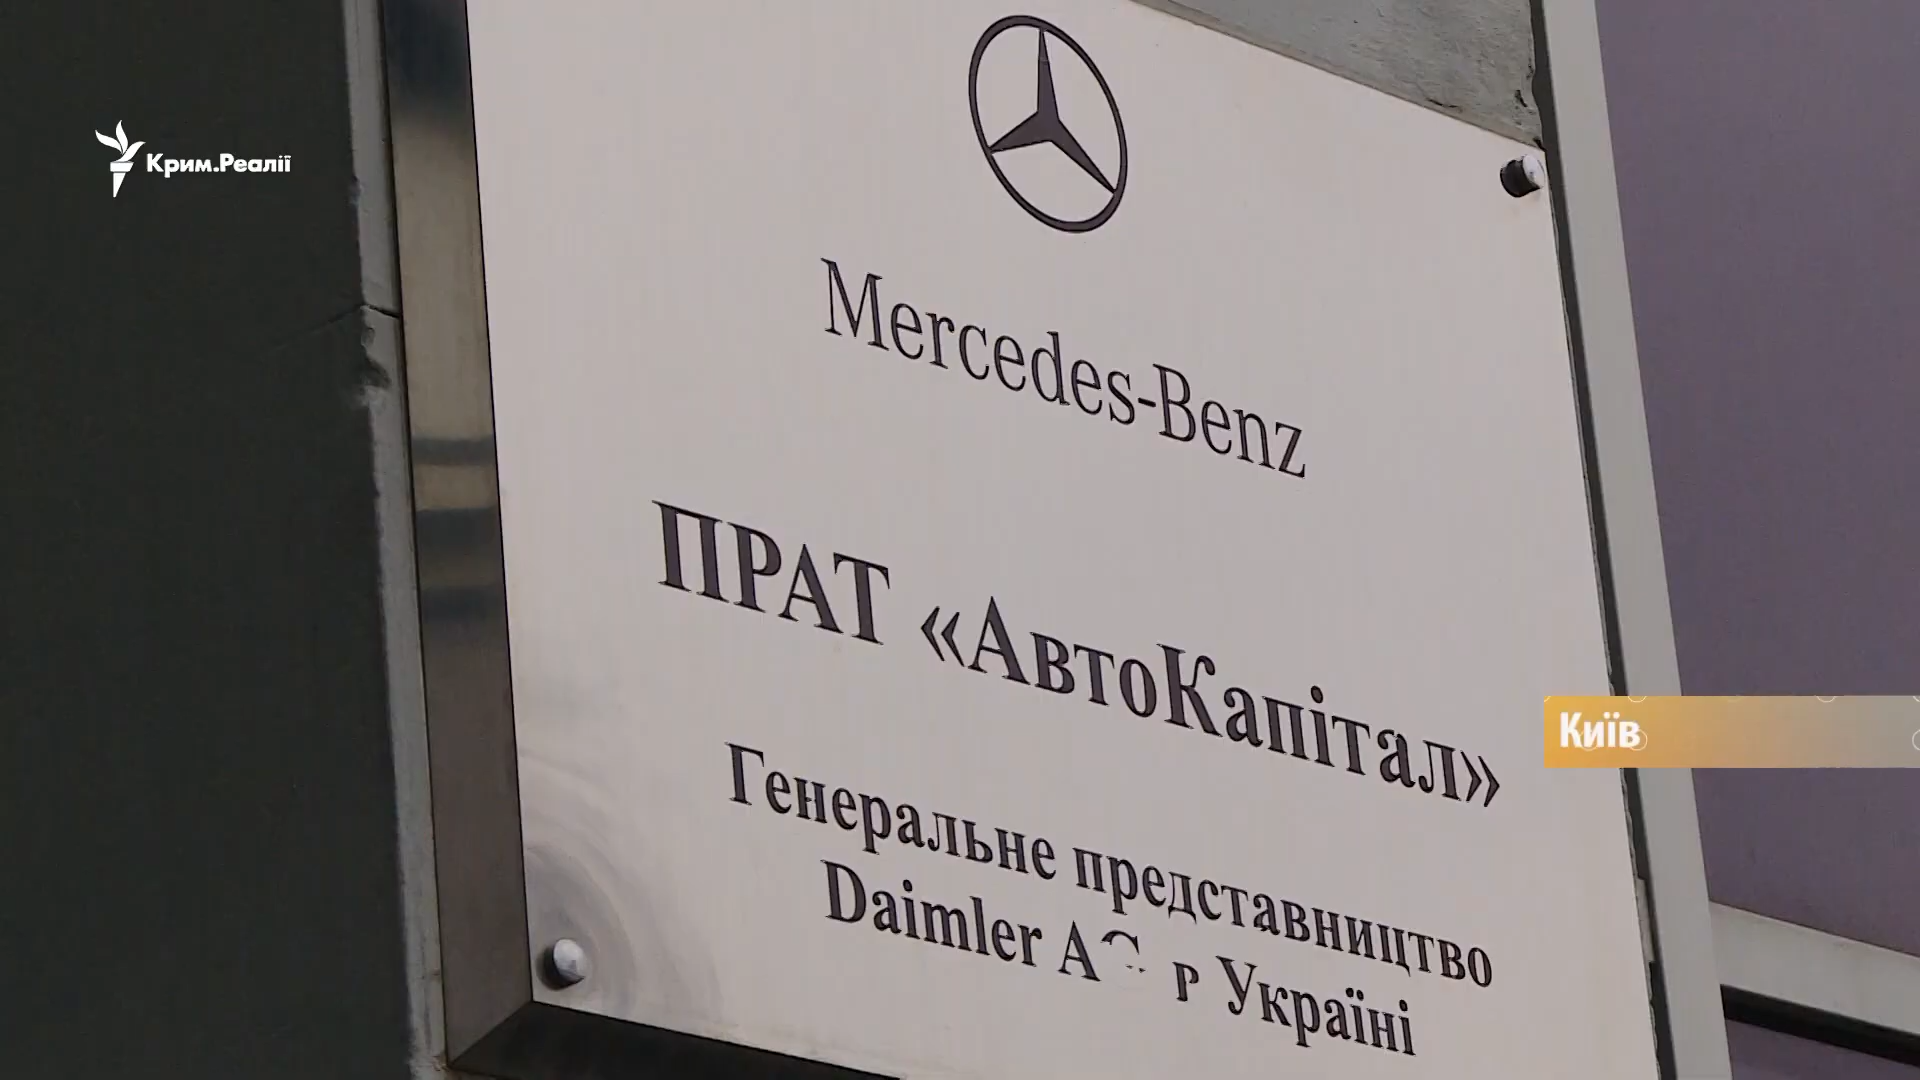 Крим.Реалії
Mercedes-Benz
ПРАТ «АвтоКапітал»
Київ
Генеральне представництво
Daimler в Україні